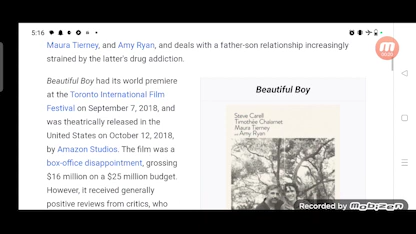 5:16
Maura Tierney, and Amy Ryan, and deals with a father-son relationship increasingly
strained by the latter's drug addiction.
Beautiful Boy had its world premiere
at the Toronto International Film
Festival on September 7, 2018, and
was theatrically released in the
United States on October 12, 2018,
by Amazon Studios. The film was a
box-office disappointment, grossing
$16 million on a $25 million budget.
However, it received generally
positive reviews from critics, who
Beautiful Boy
Steve Carell
Timothée Chalamet
Maura Tierney
Amy Ryan
Recorded by Mobizen